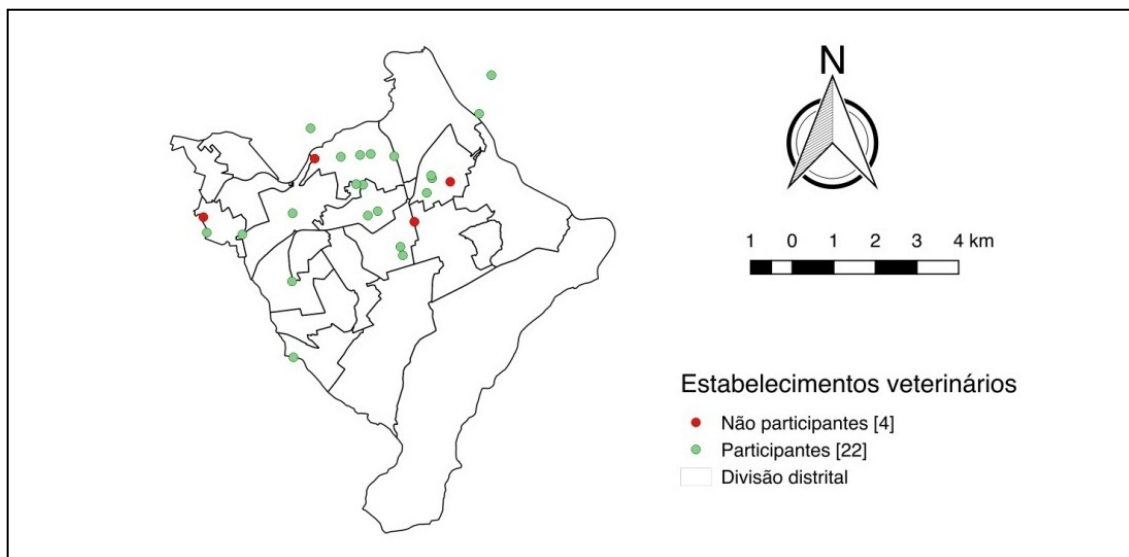 N
1 0 1 2 3 4 km
Estabelecimentos veterinários
Não participantes [4]
Participantes [22]
Divisão distrital